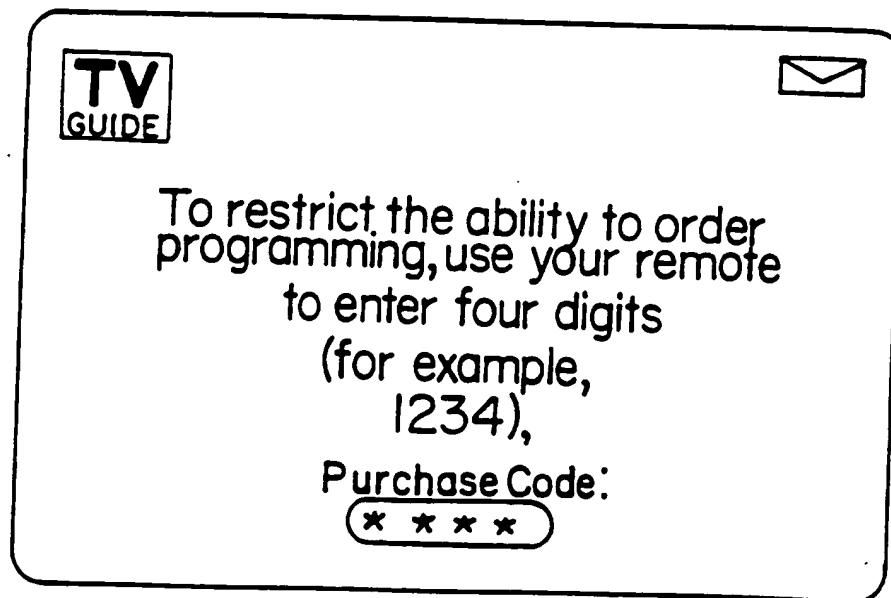 TV
GUIDE
To restrict the ability to order
programming, use your remote
to enter four digits
(for example,
1234),
Purchase Code:
* * * *